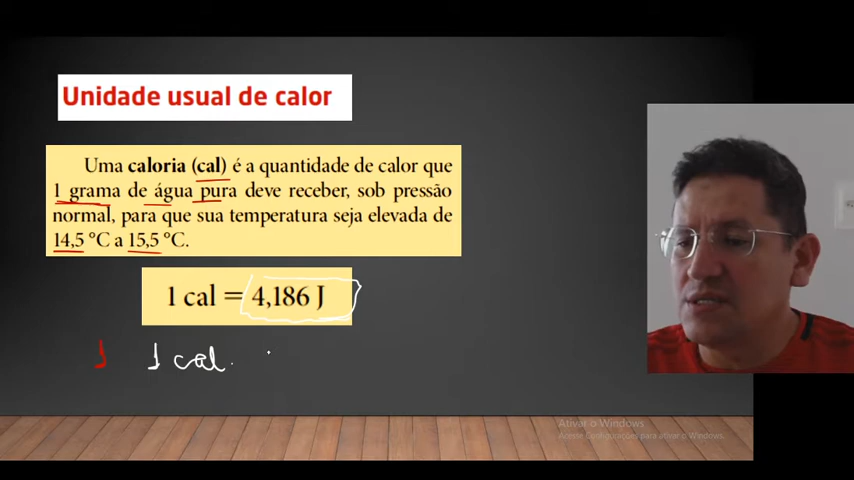 Unidade usual de calor
Uma caloria (cal) é a quantidade de calor que
1 grama de água pura deve receber, sob pressão
normal, para que sua temperatura seja elevada de
14,5 °C a 15,5 °C.
1 cal = 4,186 J
1 1 cal.
Ativar o Windows
Acesse Configurações para ativar o Windows.